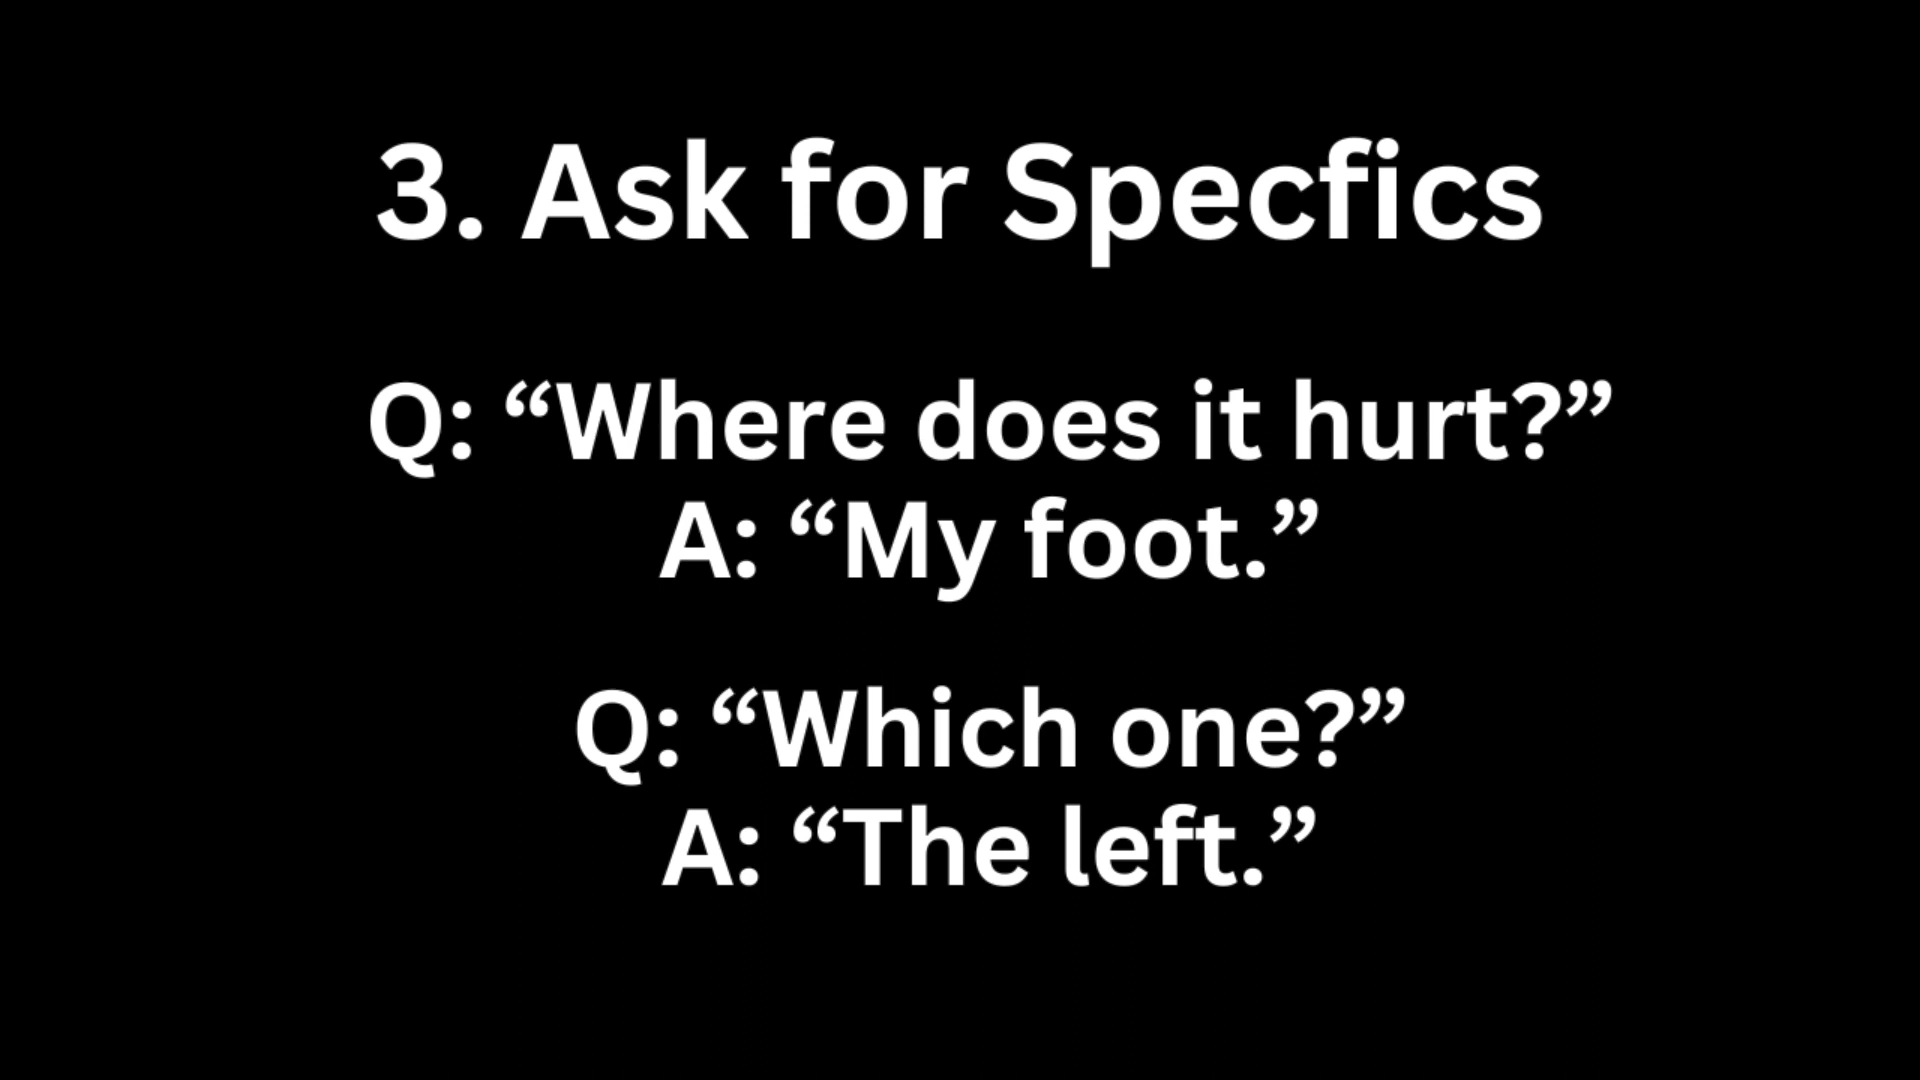 3. Ask for Specfics
Q: “Where does it hurt?”
A: “My foot.”
Q: “Which one?”
A: “The left.”